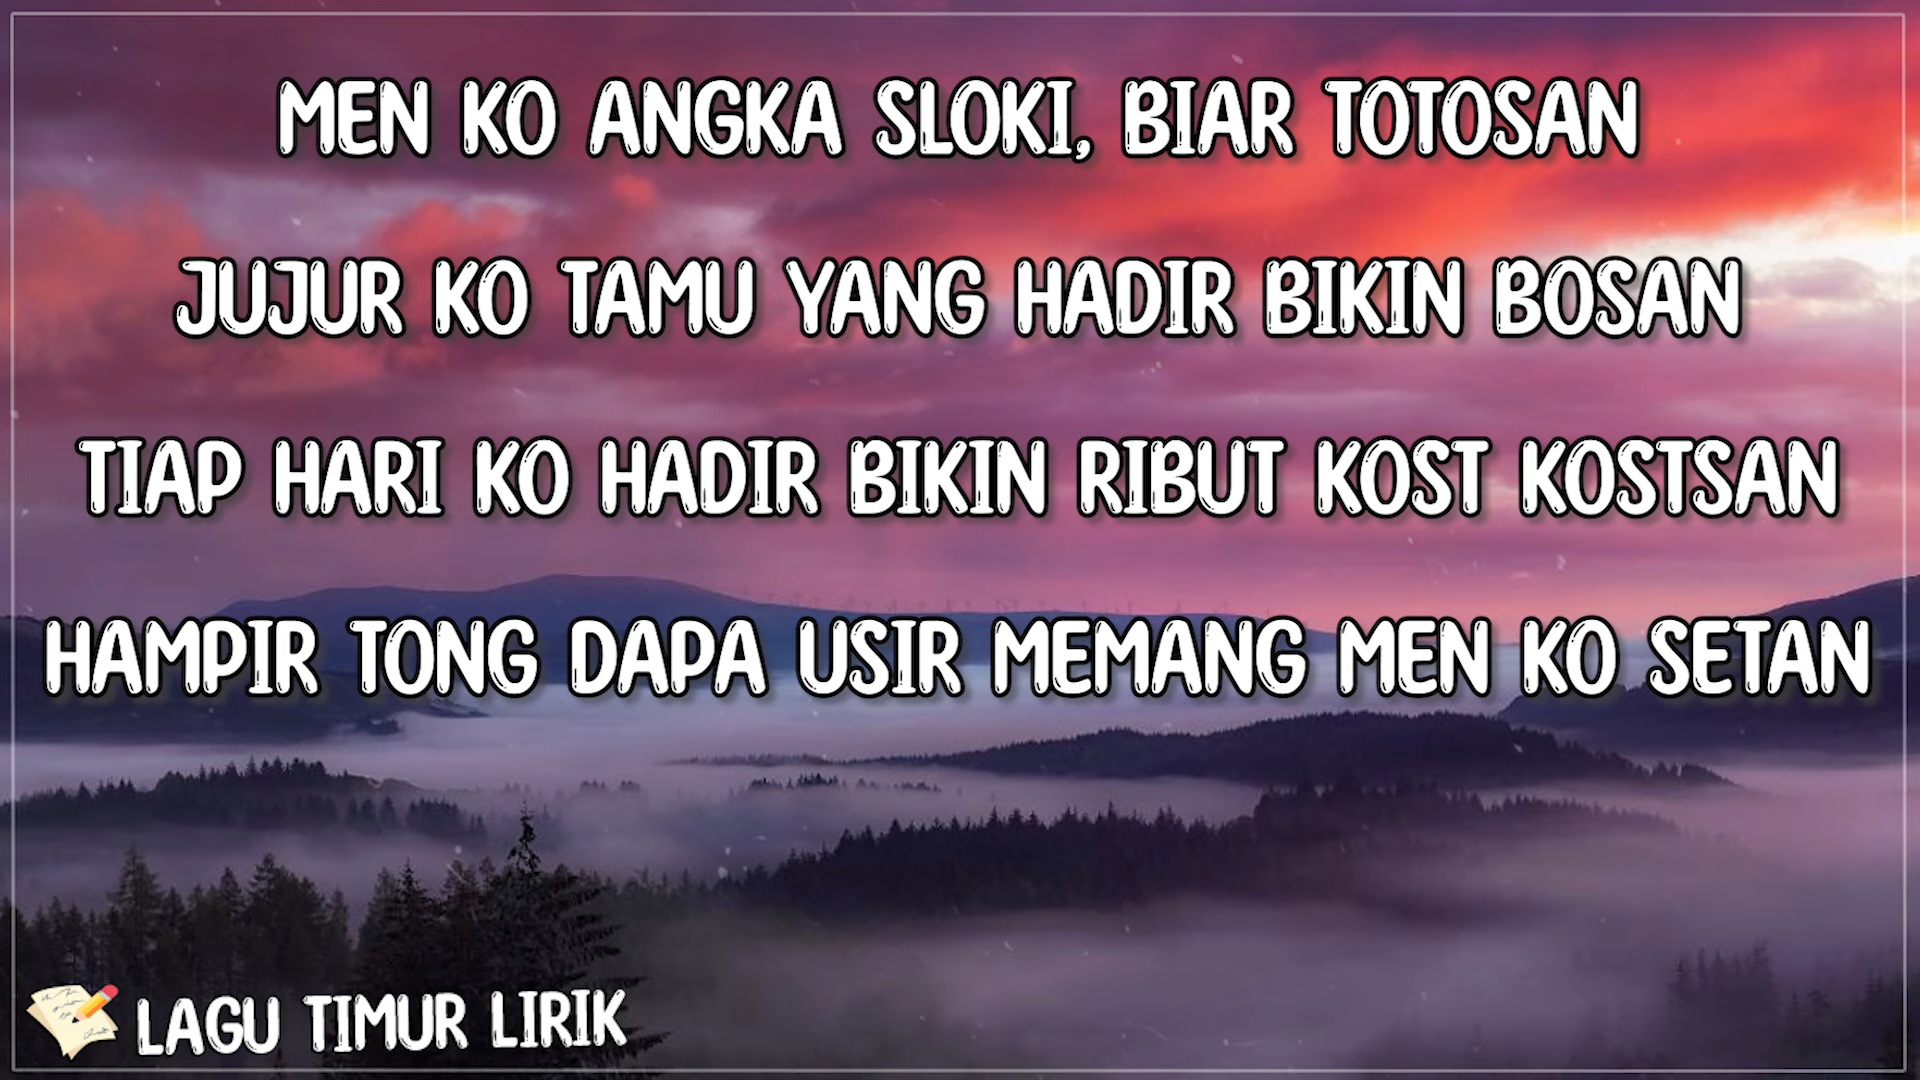 MEN KO ANGKA SLOKI, BIAR TOTOSAN
JUJUR KO TAMU YANG HADIR BIKIN BOSAN
TIAP HARI KO HADIR BIKIN RIBUT KOST KOSTSAN
HAMPIR TONG DAPA USIR MEMANG MEN KO SETAN
LAGU TIMUR LIRIK